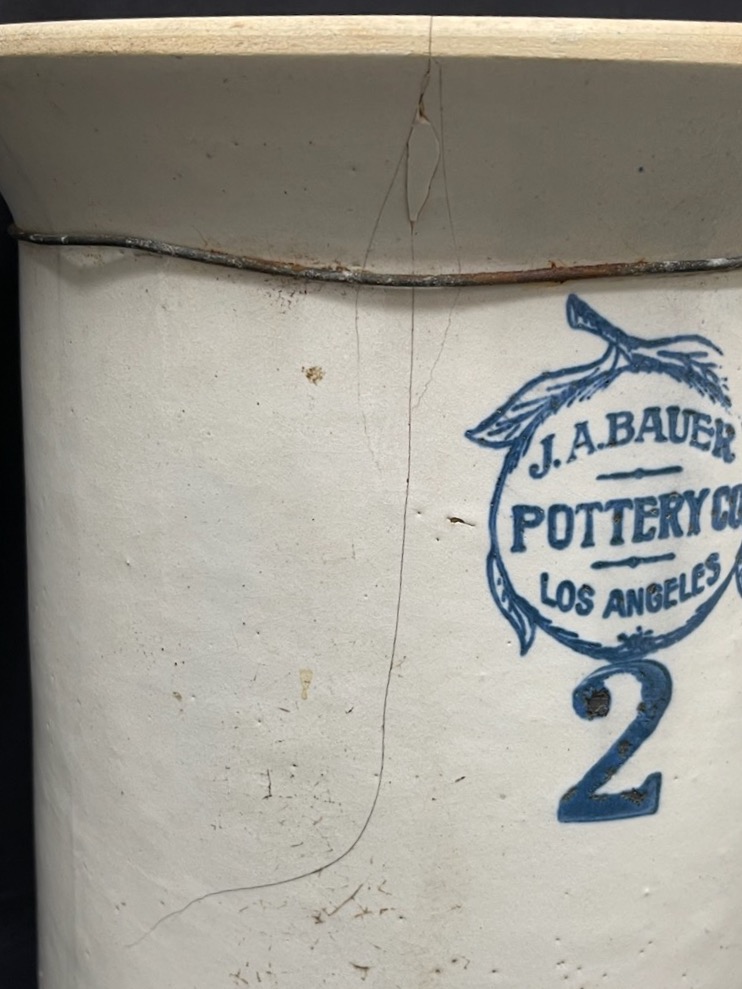 J. A. BAUER
POTTERY CO
LOS ANGELES
2